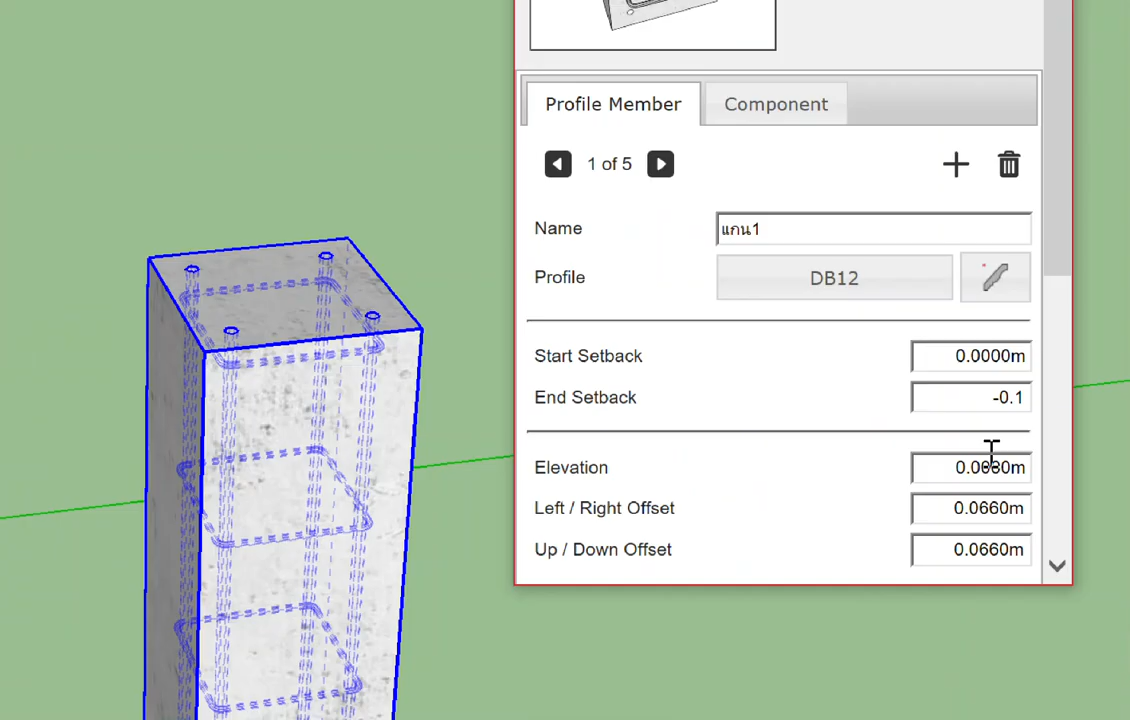 Profile Member Component
1 of 5
Name แกน1
Profile DB12
Start Setback 0.0000m
End Setback -0.1
Elevation
Left / Right Offset 0.0660m
Up / Down Offset 0.0660m